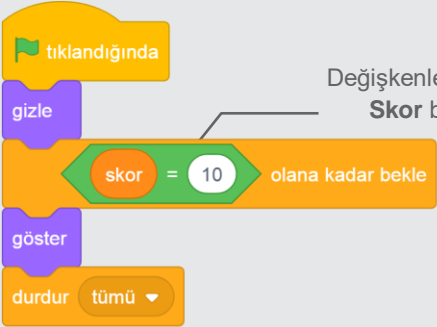 tıklandığında
gizle
Değişkenle
Skor b
skor = 10 olana kadar bekle
göster
durdur tümü